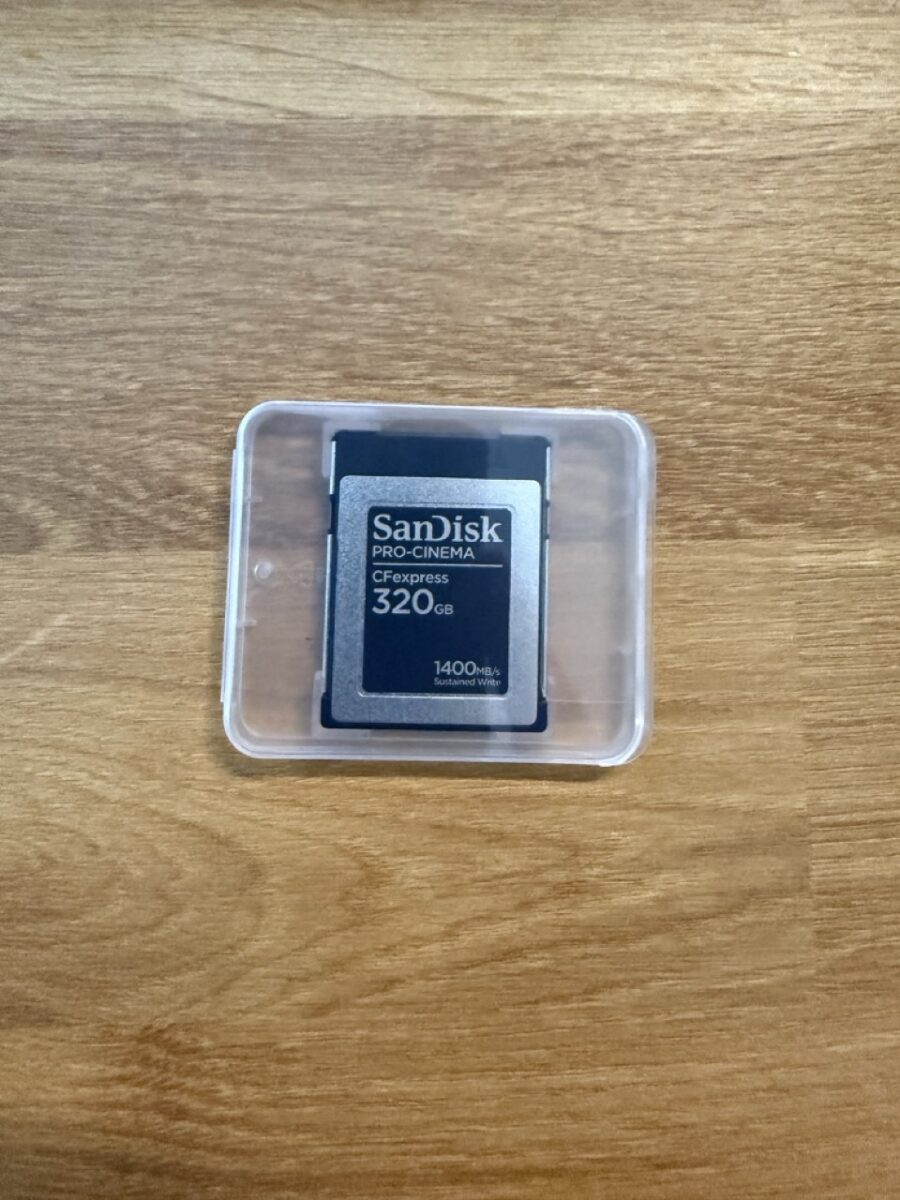 SanDisk
PRO-CINEMA
CFexpress
320GB
1400MB/s
Sustained Write